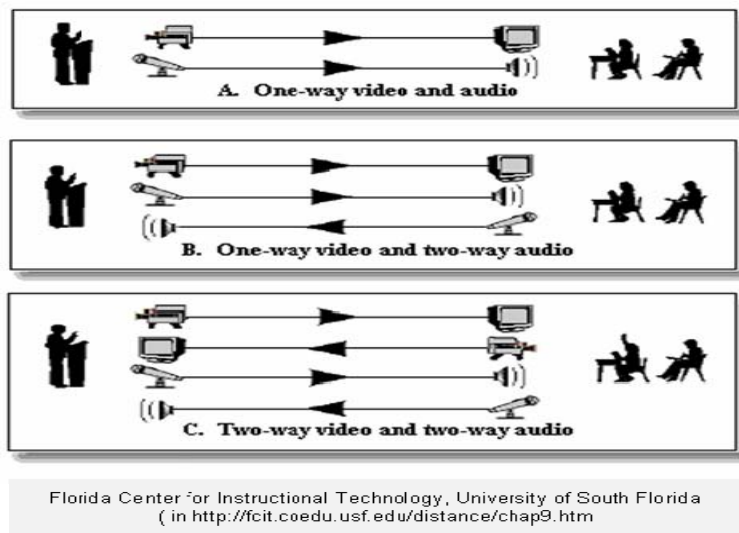 A. One-way video and audio
B. One-way video and two-way audio
C. Two-way video and two-way audio
Florida Center for Instructional Technology, University of South Florida
( in http://fcit.coedu.usf.edu/distance/chap9.htm